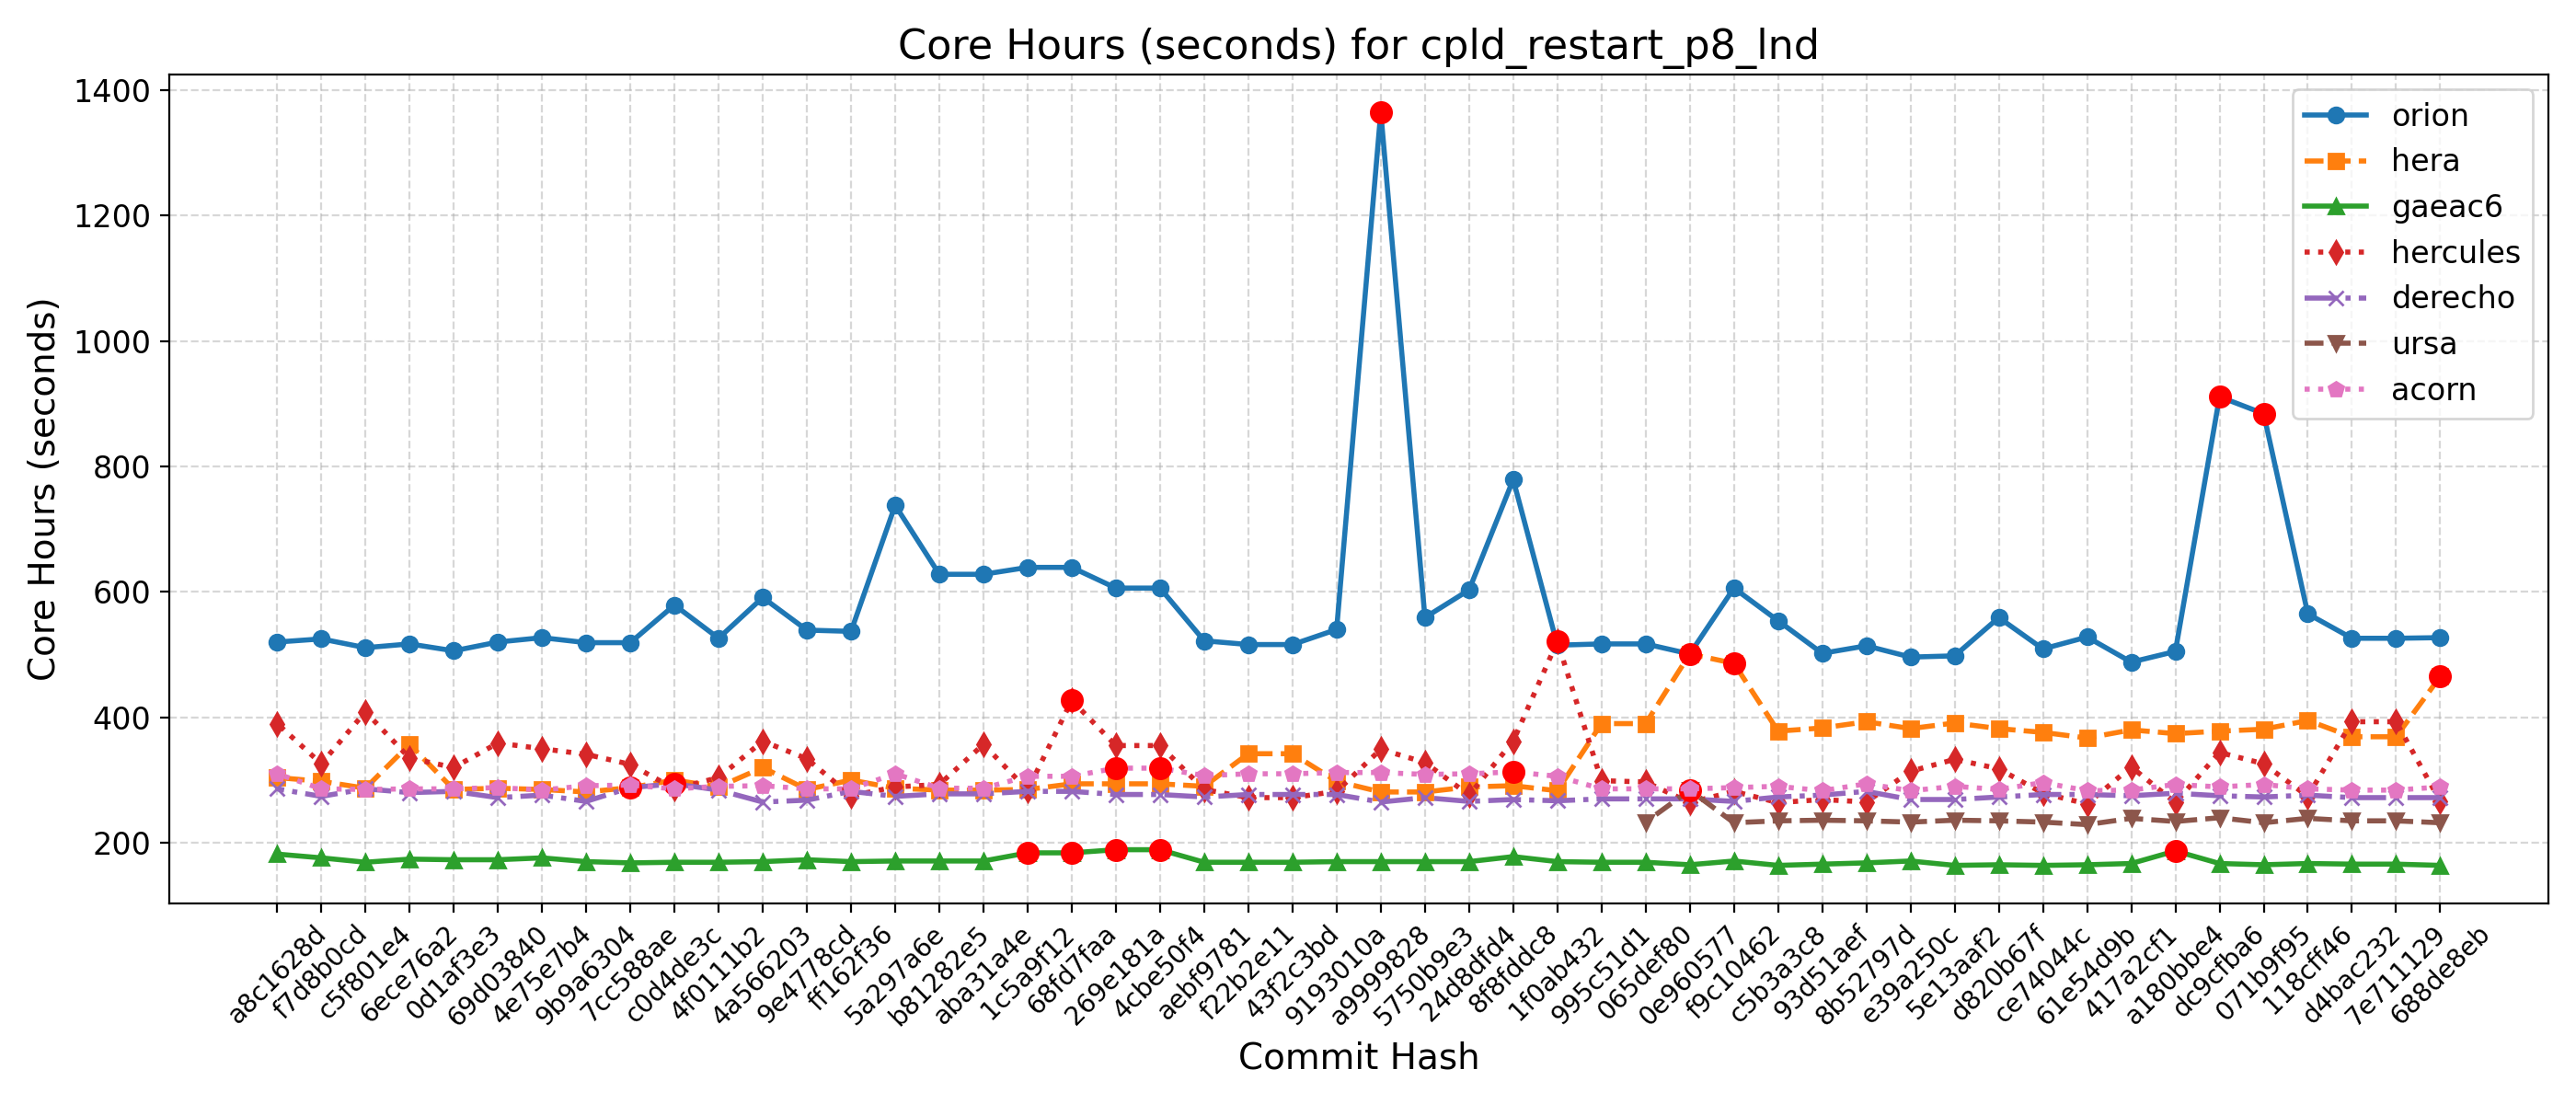 Core Hours (seconds) for cpld_restart_p8_lnd
Core Hours (seconds)
1400
1200
1000
800
600
400
200
orion
hera
gaeac6
hercules
derecho
ursa
acorn
a8c1628d
f7d8b0cd
c5f801e4
6ece76a2
0d1af3e3
69d03840
4e75e7b4
9b9a6304
7cc588ae
c0d4de3c
4f0111b2
4a566203
9e4778cd
ff162f36
5a297a6e
b81282e5
aba31a4e
1c5a9f12
68fd7faa
269e181a
4cbe50f4
aebf9781
f22b2e11
43f2c3bd
9193010a
a9999828
5750b9e3
24d8dfd4
8f8fddc8
1f0ab432
995c51d1
065def80
0e960577
f9c10462
c5b3a3c8
93d51aef
8b52797d
e39a250c
5e13aaf2
d820b67f
ce74044c
61e54d9b
417a2cf1
a180bbe4
dc9cfba6
071b9f95
118cff46
d4bac232
7e711129
688de8eb
Commit Hash